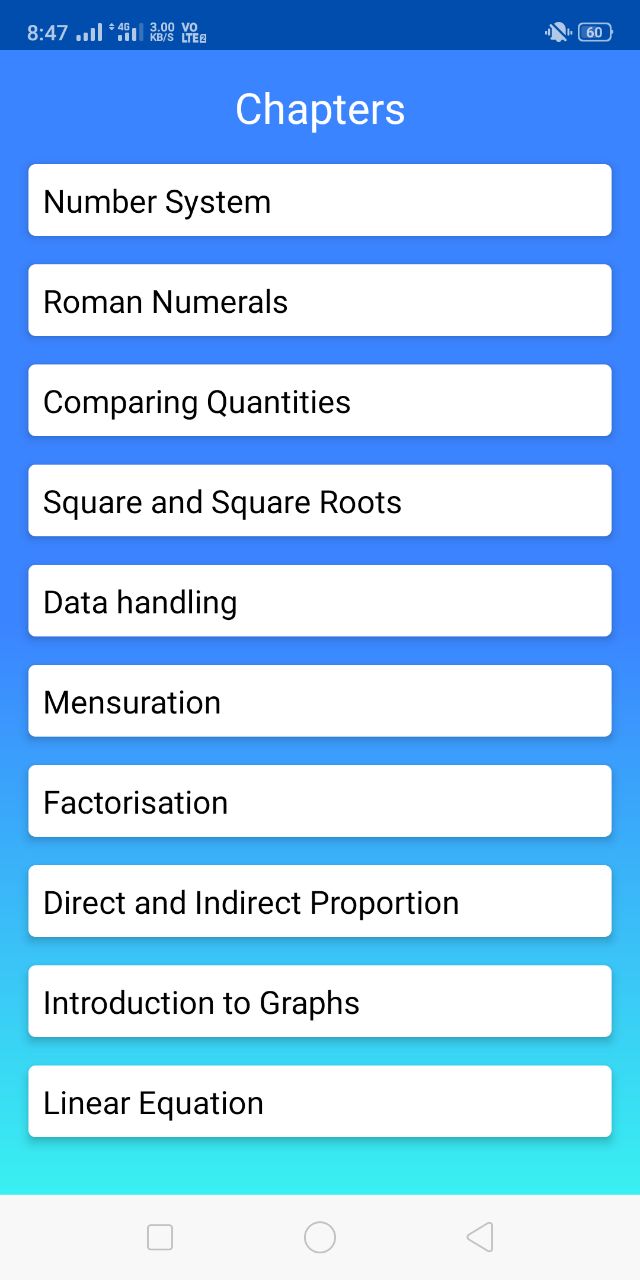 8:47 4G 3.00 KB/S VO LTE2 60
Chapters
Number System
Roman Numerals
Comparing Quantities
Square and Square Roots
Data handling
Mensuration
Factorisation
Direct and Indirect Proportion
Introduction to Graphs
Linear Equation